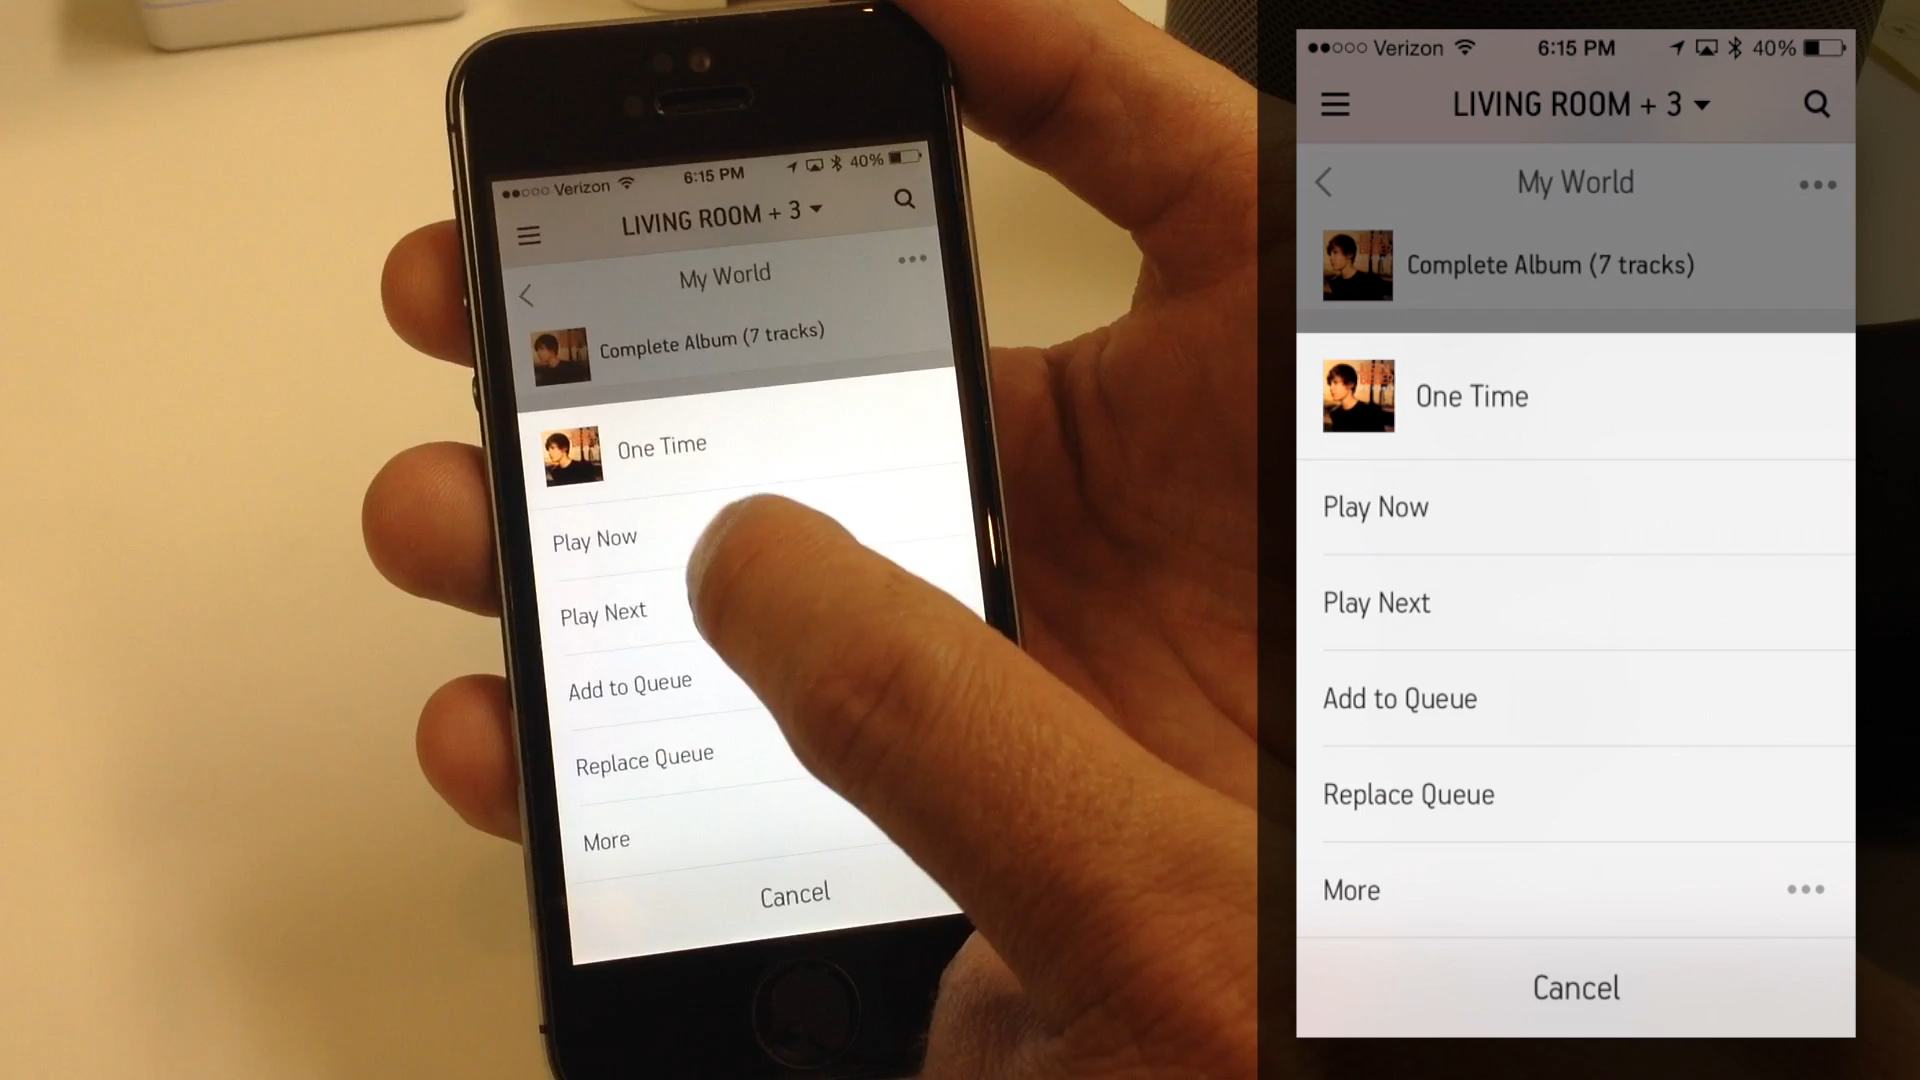 Verizon 6:15 PM 40%
LIVING ROOM + 3
My World
Complete Album (7 tracks)
One Time
Play Now
Play Next
Add to Queue
Replace Queue
More
Cancel
Verizon 6:15 PM 40%
LIVING ROOM + 3
My World
Complete Album (7 tracks)
One Time
Play Now
Play Next
Add to Queue
Replace Queue
More
Cancel